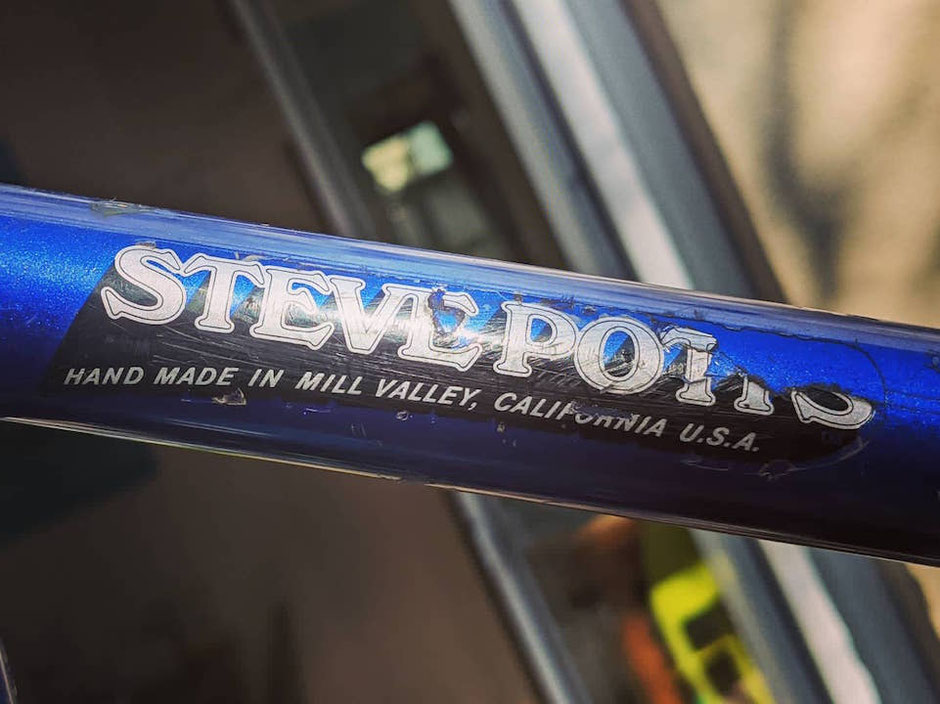 STEVE POTTS
HAND MADE IN MILL VALLEY, CALIFORNIA U.S.A.